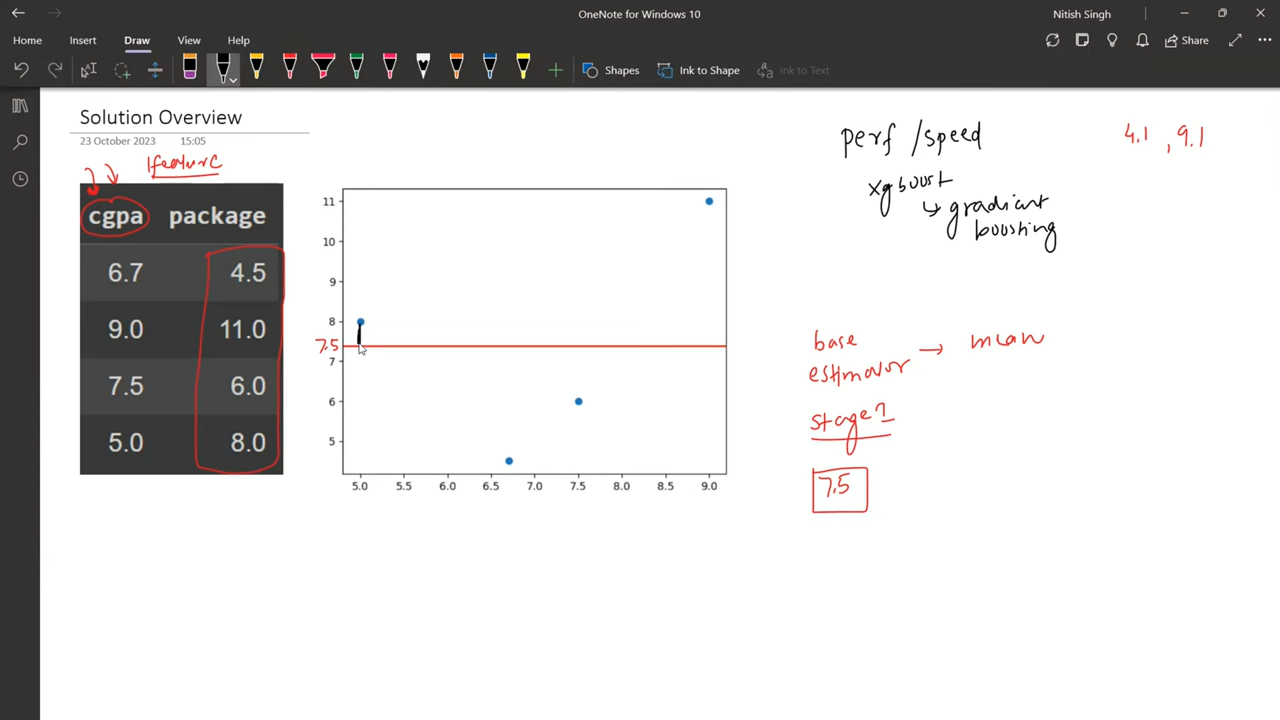 OneNote for Windows 10
Nitish Singh
Home Insert Draw View Help
Share
Shapes
Ink to Shape
Ink to Text
Solution Overview
23 October 2023 15:05
1feature
cgpa package
6.7 4.5
9.0 11.0
7.5 6.0
5.0 8.0
11
10
9
8
7.5
7
6
5
5.0 5.5 6.0 6.5 7.0 7.5 8.0 8.5 9.0
perf /speed
xgboost
↳ gradient
boosting
4.1 , 9.1
base
estimator → mean
stage 1
7.5